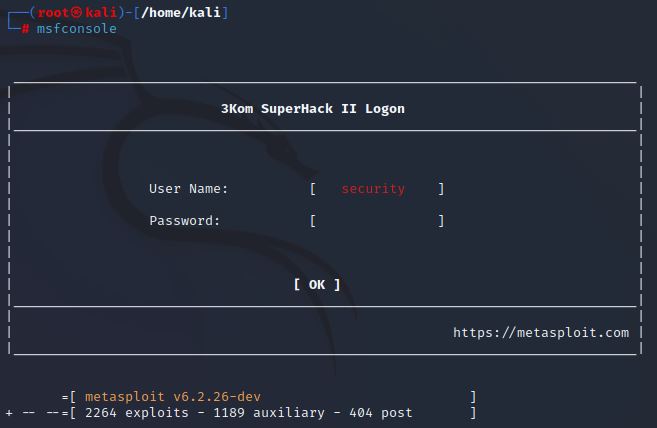 ┌──(root㉿kali)-[/home/kali]
└─# msfconsole
3Kom SuperHack II Logon
User Name: [ security ]
Password: [ ]
[ OK ]
https://metasploit.com
=[ metasploit v6.2.26-dev ]
+ -- --=[ 2264 exploits - 1189 auxiliary - 404 post ]